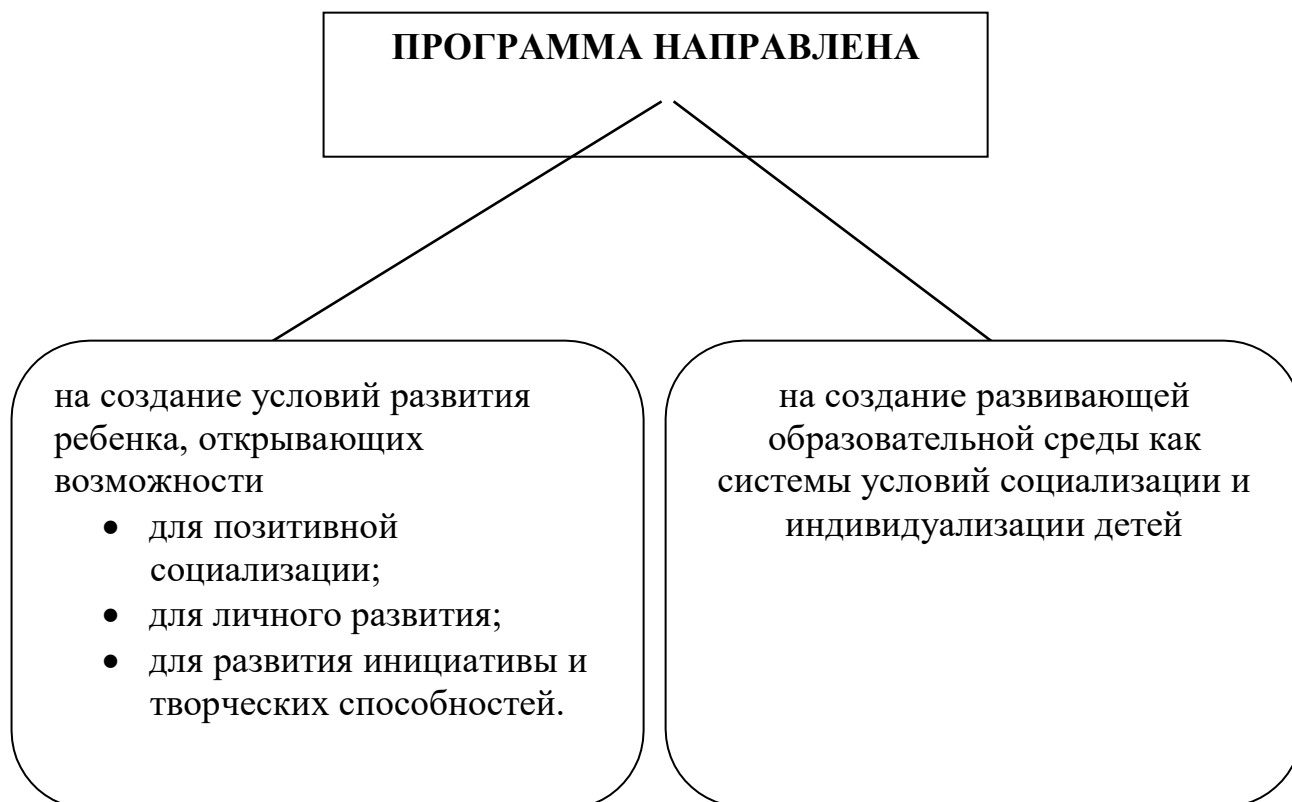 ПРОГРАММА НАПРАВЛЕНА
на создание условий развития
ребенка, открывающих
возможности
• для позитивной
социализации;
• для личного развития;
• для развития инициативы и
творческих способностей.
на создание развивающей
образовательной среды как
системы условий социализации и
индивидуализации детей